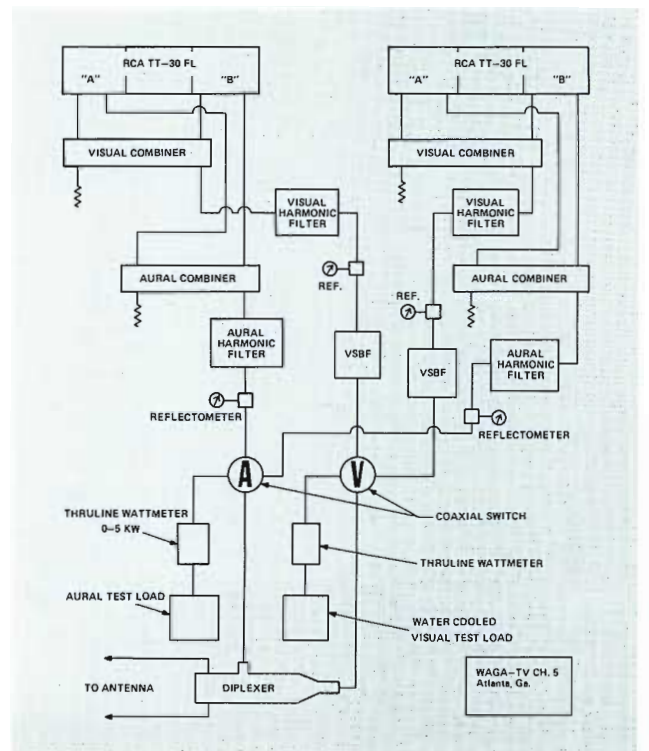 RCA TT–30 FL
"A"
"B"
VISUAL COMBINER
VISUAL
HARMONIC
FILTER
REF.
AURAL COMBINER
AURAL
HARMONIC
FILTER
VSBF
REFLECTOMETER
RCA TT–30 FL
"A"
"B"
VISUAL COMBINER
VISUAL
HARMONIC
FILTER
REF.
AURAL COMBINER
VSBF
AURAL
HARMONIC
FILTER
REFLECTOMETER
A
V
COAXIAL SWITCH
THRULINE WATTMETER
0–5 KW
THRULINE WATTMETER
AURAL TEST LOAD
WATER COOLED
VISUAL TEST LOAD
TO ANTENNA
DIPLEXER
WAGA–TV CH. 5
Atlanta, Ga.